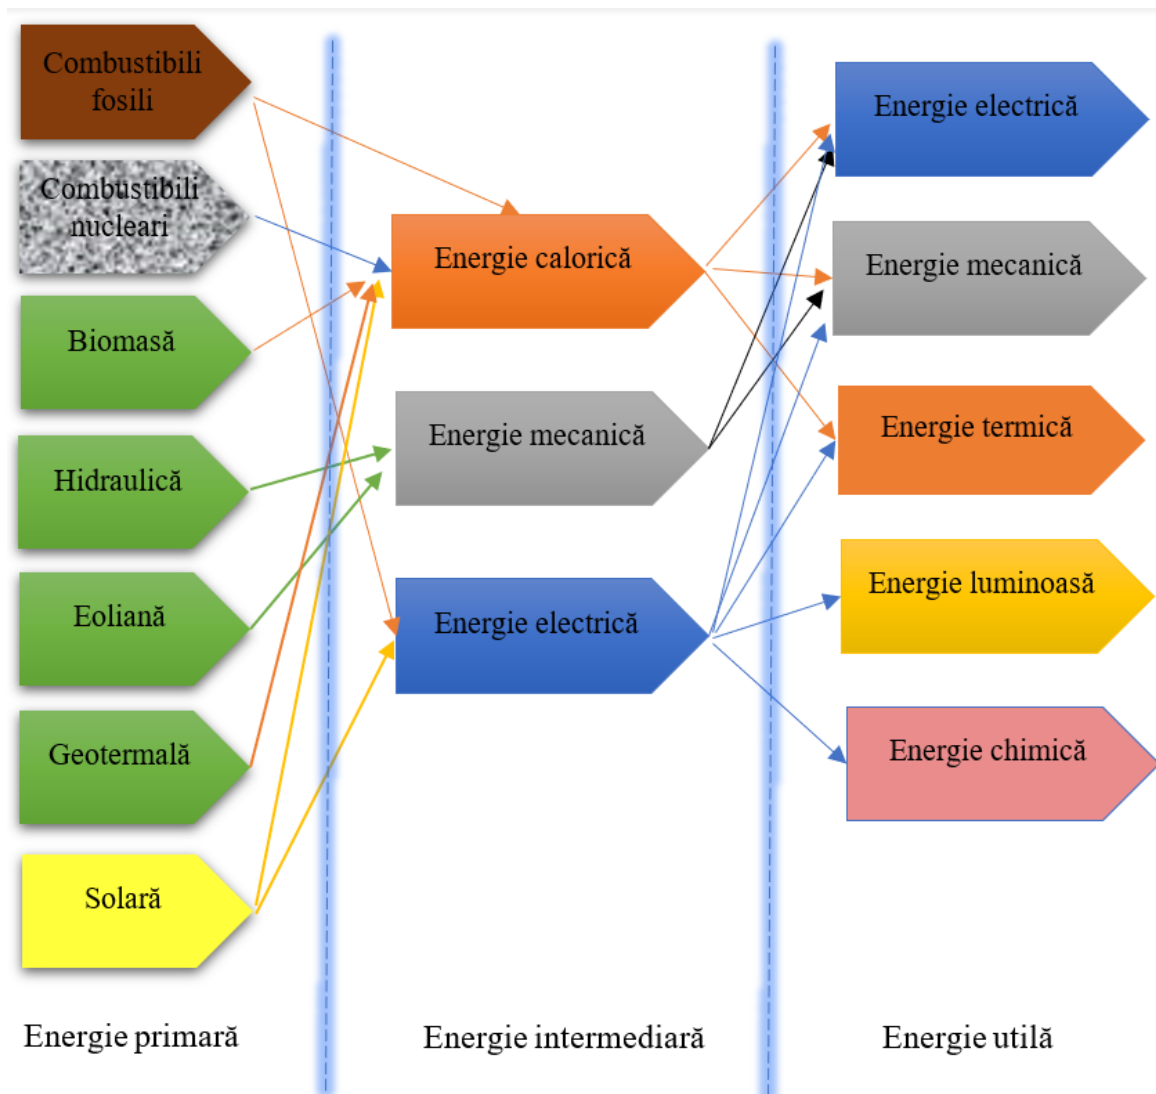 Combustibili
fosili
Combustibili
nucleari
Biomasă
Hidraulică
Eoliană
Geotermală
Solară
Energie primară
Energie calorică
Energie mecanică
Energie electrică
Energie intermediară
Energie electrică
Energie mecanică
Energie termică
Energie luminoasă
Energie chimică
Energie utilă